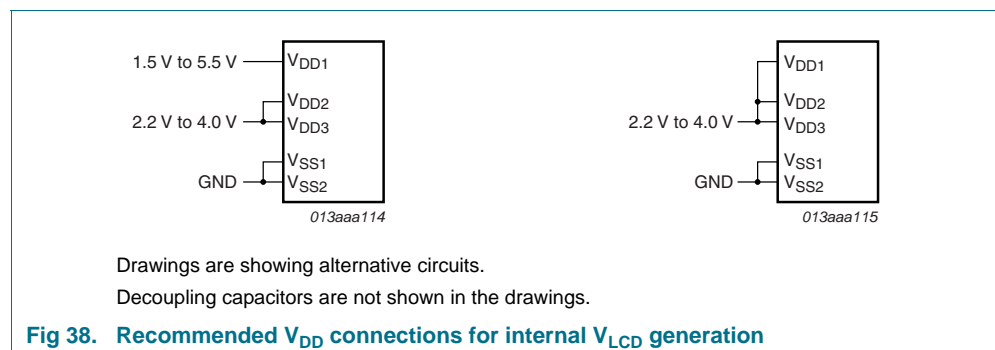 1.5 V to 5.5 V
VDD1
VDD2
2.2 V to 4.0 V
VDD3
VSS1
GND
VSS2
013aaa114
VDD1
VDD2
2.2 V to 4.0 V
VDD3
VSS1
GND
VSS2
013aaa115
Drawings are showing alternative circuits.
Decoupling capacitors are not shown in the drawings.
Fig 38. Recommended VDD connections for internal VLCD generation